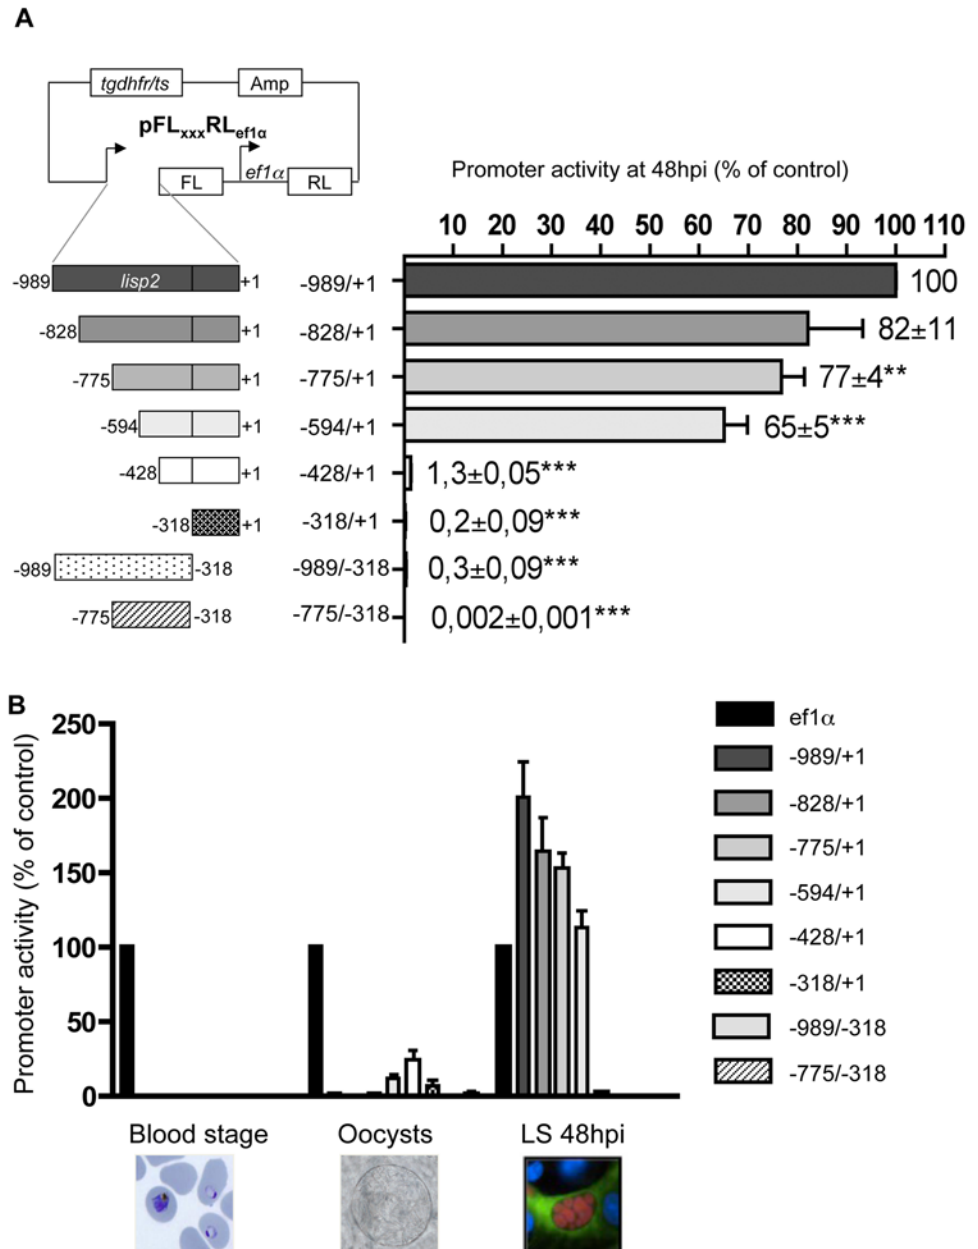 A
tgdhfr/ts Amp
pFLxxxRLef1α
FL ef1α RL
Promoter activity at 48hpi (% of control)
10 20 30 40 50 60 70 80 90 100 110
-989 lisp2 +1 -989/+1 100
-828 +1 -828/+1 82±11
-775 +1 -775/+1 77±4**
-594 +1 -594/+1 65±5***
-428 +1 -428/+1 1,3±0,05***
-318 +1 -318/+1 0,2±0,09***
-989 -318 -989/-318 0,3±0,09***
-775 -318 -775/-318 0,002±0,001***
B
Promoter activity (% of control)
250
200
150
100
50
0
Blood stage Oocysts LS 48hpi
ef1α
-989/+1
-828/+1
-775/+1
-594/+1
-428/+1
-318/+1
-989/-318
-775/-318